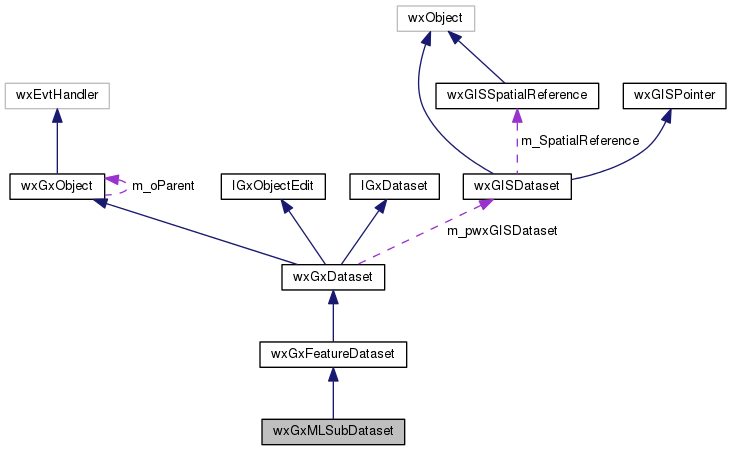 wxObject
wxEvtHandler
wxGISSpatialReference
wxGISPointer
m_SpatialReference
wxGxObject
m_oParent
IGxObjectEdit
IGxDataset
wxGISDataset
m_pwxGISDataset
wxGxDataset
wxGxFeatureDataset
wxGxMLSubDataset